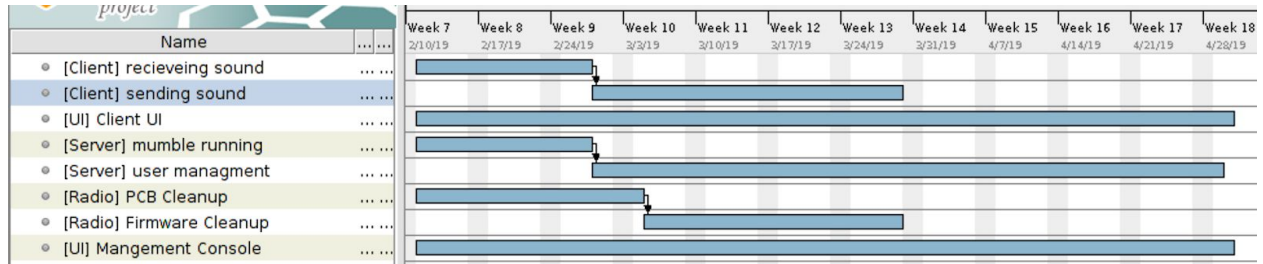 project
Week 7 Week 8 Week 9 Week 10 Week 11 Week 12 Week 13 Week 14 Week 15 Week 16 Week 17 Week 18
Name ... ... 2/10/19 2/17/19 2/24/19 3/3/19 3/10/19 3/17/19 3/24/19 3/31/19 4/7/19 4/14/19 4/21/19 4/28/19
[Client] recieveing sound ... ...
[Client] sending sound ... ...
[UI] Client UI ... ...
[Server] mumble running ... ...
[Server] user managment ... ...
[Radio] PCB Cleanup ... ...
[Radio] Firmware Cleanup ... ...
[UI] Mangement Console ... ...